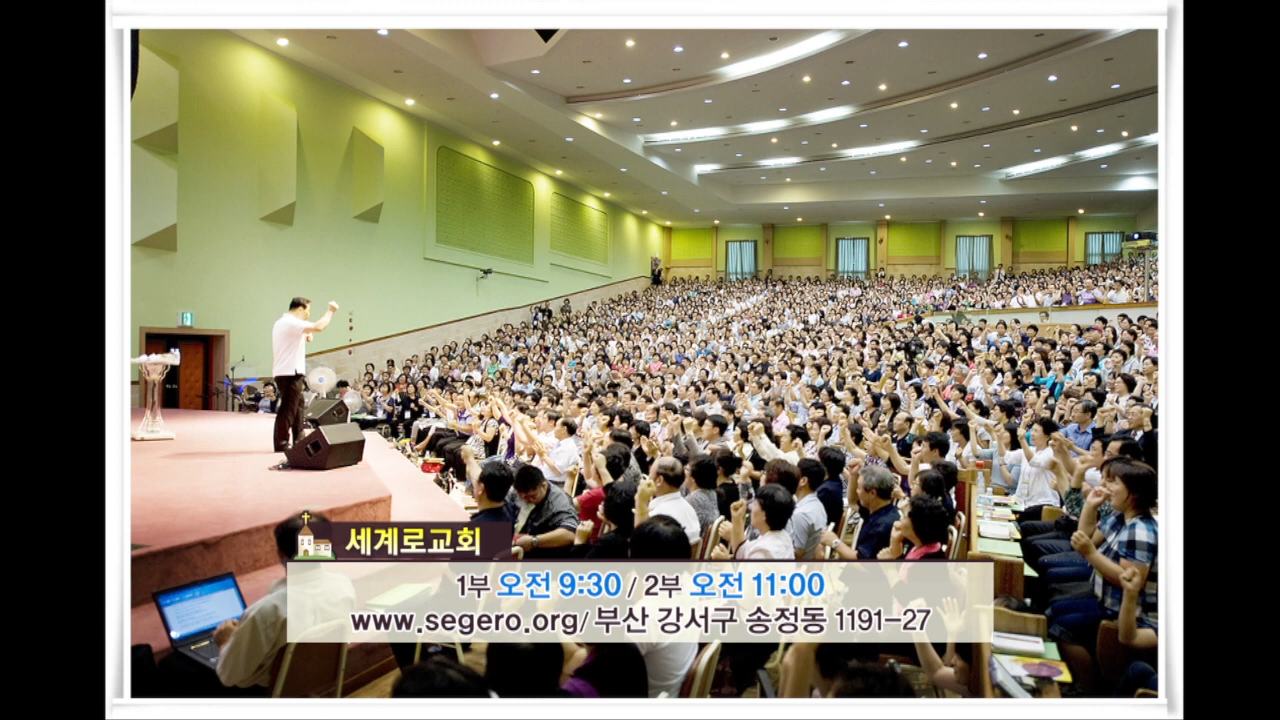 세계로교회
1부 오전 9:30 / 2부 오전 11:00
www.segero.org/ 부산 강서구 송정동 1191-27